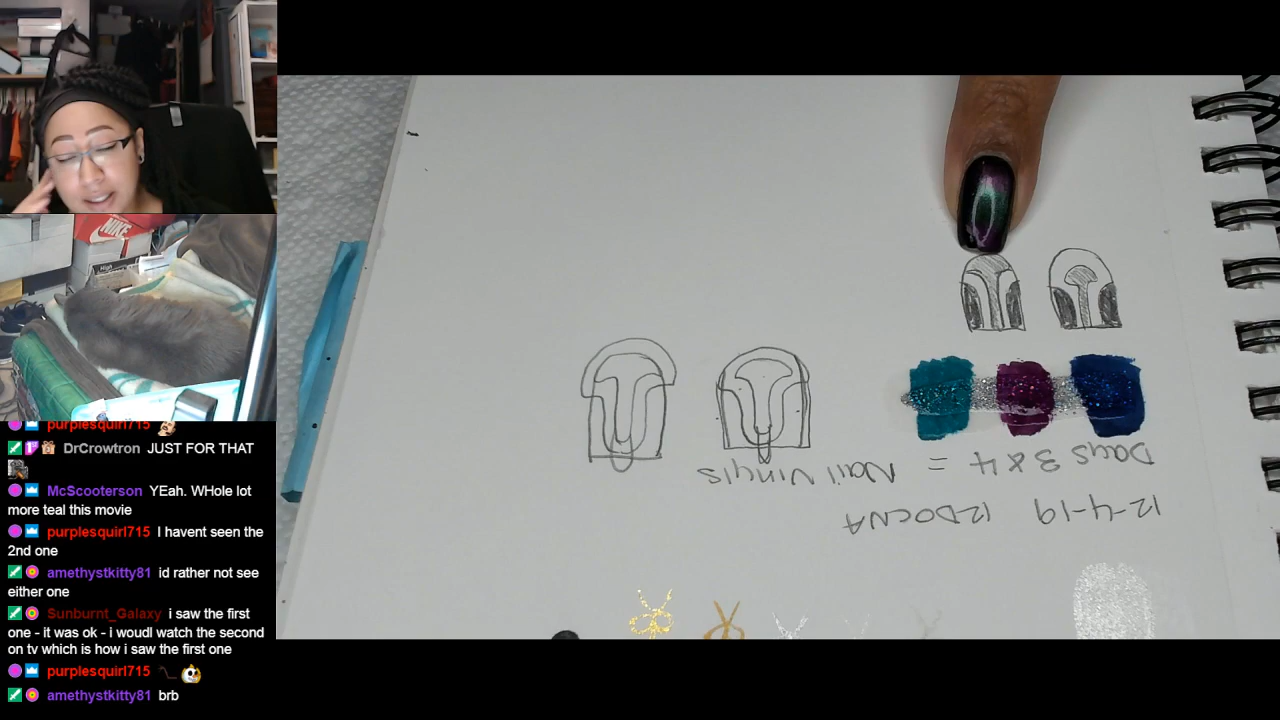 NIKE
purplesquirl715
DrCrowtron JUST FOR THAT
McScooterson YEah. WHole lot
more teal this movie
purplesquirl715 I havent seen the
2nd one
amethystkitty81 id rather not see
either one
Sunburnt_Galaxy i saw the first
one - it was ok - i woudl watch the second
on tv which is how i saw the first one
purplesquirl715
amethystkitty81 brb
12-4-19 12DOCNA
Days 3&4 = Nail Vinyls